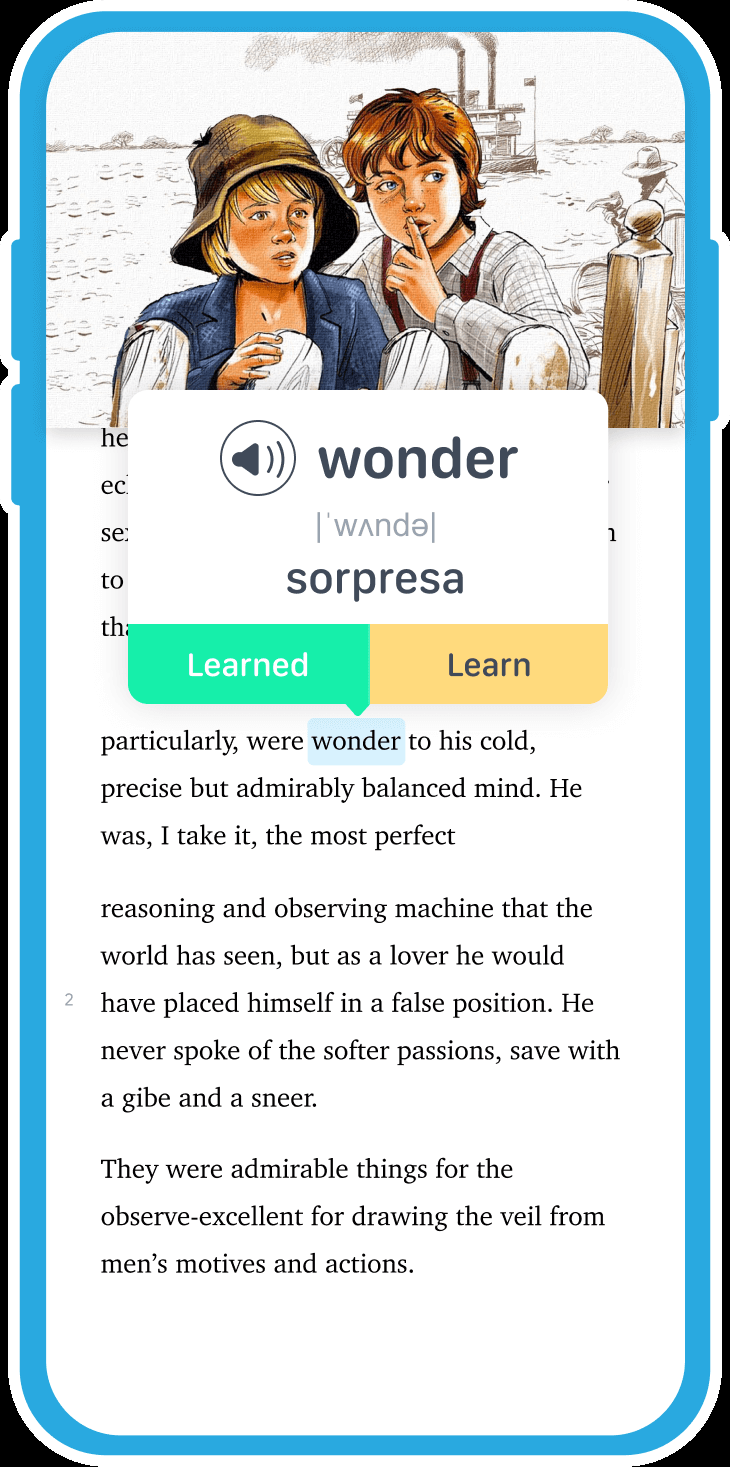 wonder
|ˈwʌndə|
sorpresa
Learned
Learn
he
to
particularly, were wonder to his cold,
precise but admirably balanced mind. He
was, I take it, the most perfect
reasoning and observing machine that the
world has seen, but as a lover he would
2
have placed himself in a false position. He
never spoke of the softer passions, save with
a gibe and a sneer.
They were admirable things for the
observe-excellent for drawing the veil from
men’s motives and actions.